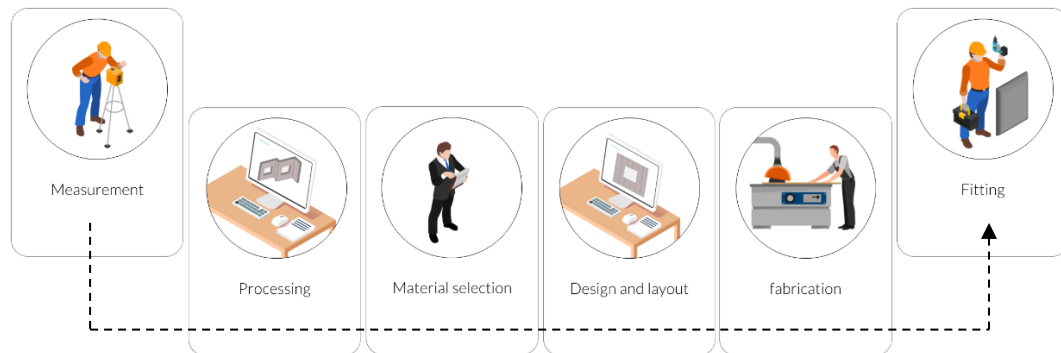 Measurement
Processing
Material selection
Design and layout
fabrication
Fitting